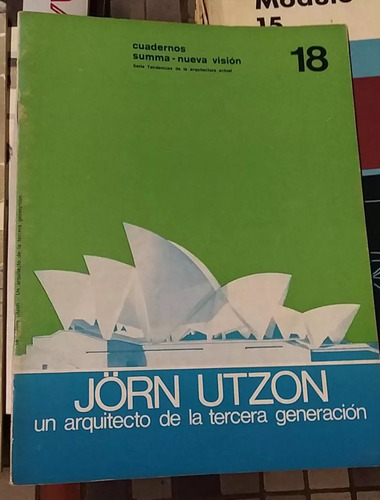 cuadernos
summa-nueva visión
Serie Tendencias de la arquitectura actual
18
JÖRN UTZON
un arquitecto de la tercera generación
15